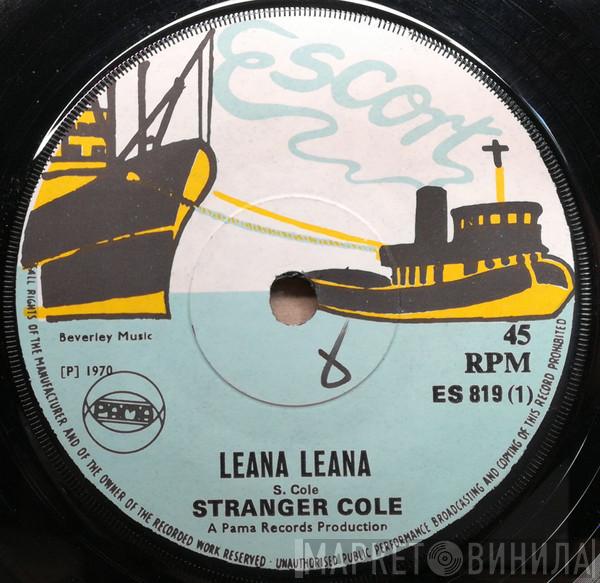 Escort
45
RPM
ES 819 (1)
Beverley Music
[P] 1970
PAMA
8
LEANA LEANA
S. Cole
STRANGER COLE
A Pama Records Production
ALL RIGHTS OF THE MANUFACTURER AND OF THE OWNER OF THE RECORDED WORK RESERVED · UNAUTHORISED PUBLIC PERFORMANCE BROADCASTING AND COPYING OF THIS RECORD PROHIBITED
МАРКЕТ ВИНИЛА